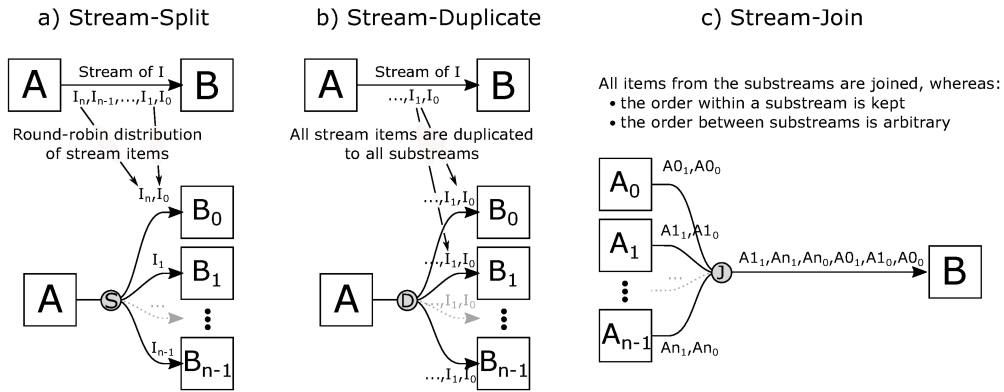 a) Stream-Split
A
Stream of I
Iₙ,Iₙ₋₁,...,I₁,I₀
B
Round-robin distribution
of stream items
Iₙ,I₀
B₀
I₁
B₁
A
S
...
Iₙ₋₁
Bₙ₋₁
b) Stream-Duplicate
A
Stream of I
...,I₁,I₀
B
All stream items are duplicated
to all substreams
...,I₁,I₀
B₀
...,I₁,I₀
B₁
A
D
...,I₁,I₀
...,I₁,I₀
Bₙ₋₁
c) Stream-Join
All items from the substreams are joined, whereas:
• the order within a substream is kept
• the order between substreams is arbitrary
A₀
A0₁,A0₀
A₁
A1₁,A1₀
...
J
A1₁,An₁,An₀,A0₁,A1₀,A0₀
B
Aₙ₋₁
An₁,An₀